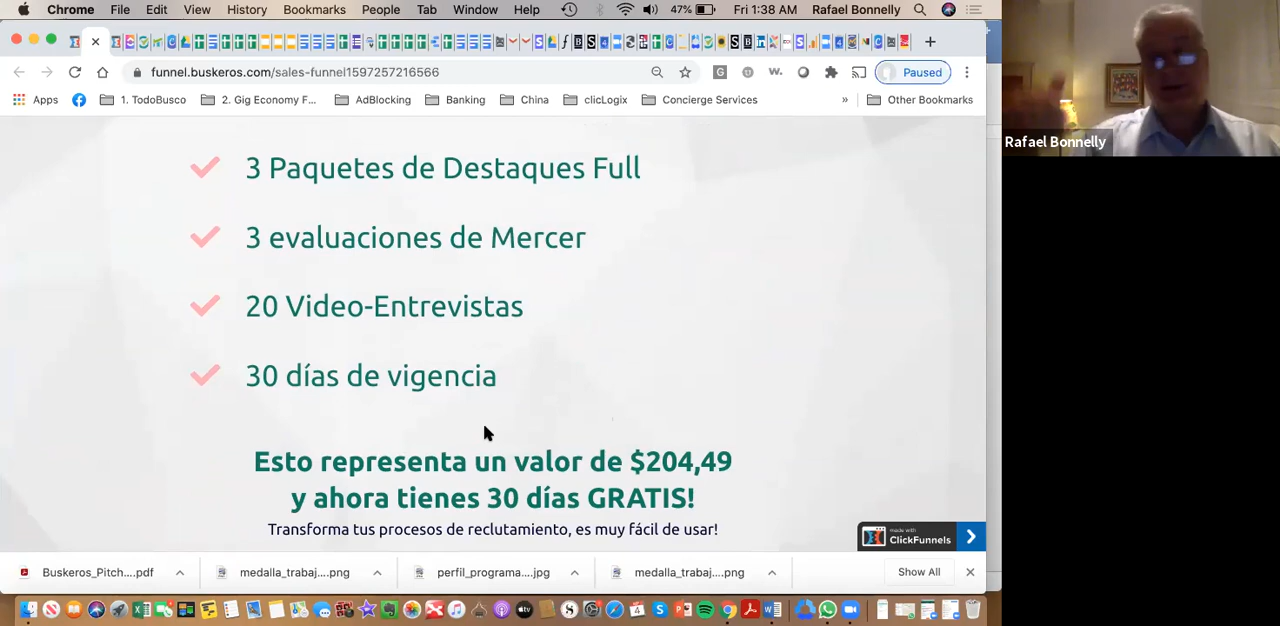 Chrome File Edit View History Bookmarks People Tab Window Help 47% Fri 1:38 AM Rafael Bonnelly
funnel.buskeros.com/sales-funnel1597257216566 Paused
Apps 1. TodoBusco 2. Gig Economy F... AdBlocking Banking China clicLogix Concierge Services » Other Bookmarks
Rafael Bonnelly
3 Paquetes de Destaques Full
3 evaluaciones de Mercer
20 Video-Entrevistas
30 días de vigencia
Esto representa un valor de $204,49
y ahora tienes 30 días GRATIS!
Transforma tus procesos de reclutamiento, es muy fácil de usar!
made with
ClickFunnels
Buskeros_Pitch....pdf medalla_trabaj....png perfil_programa....jpg medalla_trabaj....png Show All